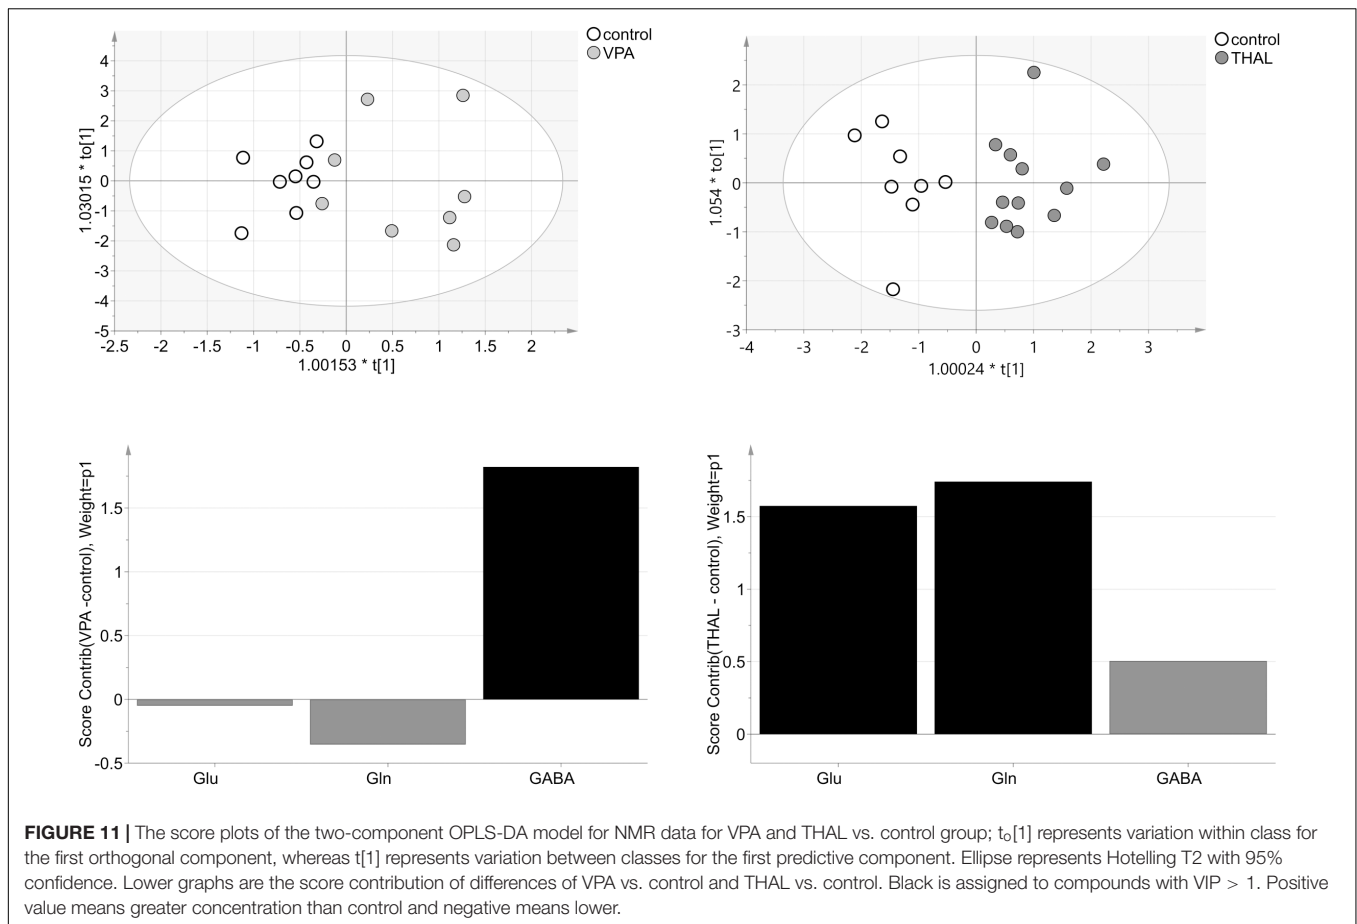 control
VPA
4
3
2
1
0
-1
-2
-3
-4
-5
1.03015 * to[1]
-2.5 -2 -1.5 -1 -0.5 0 0.5 1 1.5 2
1.00153 * t[1]
control
THAL
2
1
0
-1
-2
-3
1.054 * to[1]
-4 -3 -2 -1 0 1 2 3
1.00024 * t[1]
Score Contrib(VPA -control), Weight=p1
1.5
1
0.5
0
-0.5
Glu Gln GABA
Score Contrib(THAL - control), Weight=p1
1.5
1
0.5
0
Glu Gln GABA
FIGURE 11 | The score plots of the two-component OPLS-DA model for NMR data for VPA and THAL vs. control group; to[1] represents variation within class for
the first orthogonal component, whereas t[1] represents variation between classes for the first predictive component. Ellipse represents Hotelling T2 with 95%
confidence. Lower graphs are the score contribution of differences of VPA vs. control and THAL vs. control. Black is assigned to compounds with VIP > 1. Positive
value means greater concentration than control and negative means lower.